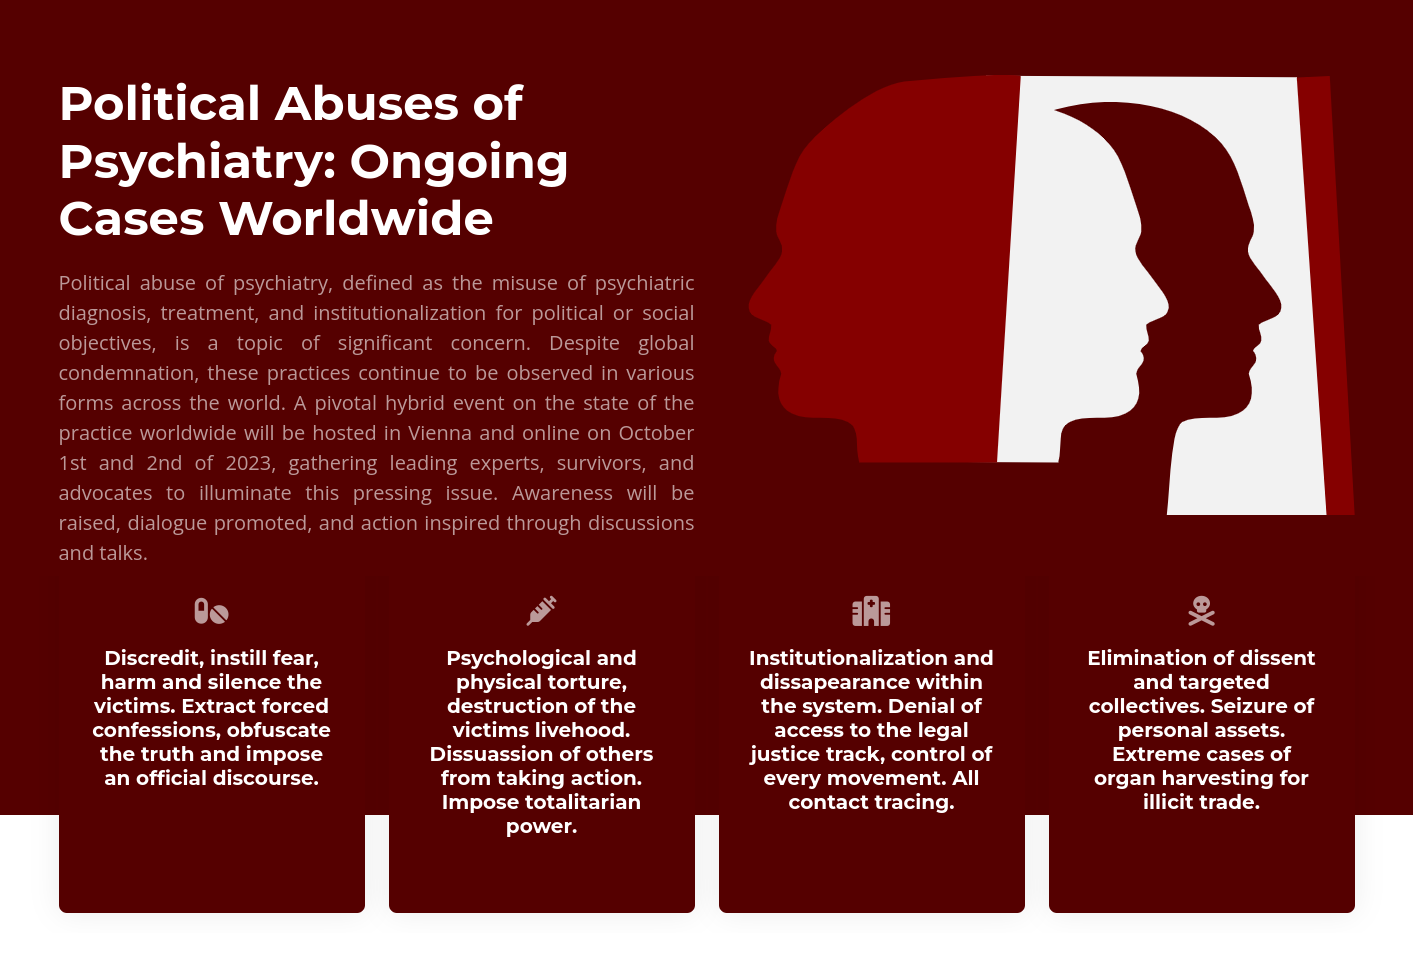 Political Abuses of
Psychiatry: Ongoing
Cases Worldwide
Political abuse of psychiatry, defined as the misuse of psychiatric
diagnosis, treatment, and institutionalization for political or social
objectives, is a topic of significant concern. Despite global
condemnation, these practices continue to be observed in various
forms across the world. A pivotal hybrid event on the state of the
practice worldwide will be hosted in Vienna and online on October
1st and 2nd of 2023, gathering leading experts, survivors, and
advocates to illuminate this pressing issue. Awareness will be
raised, dialogue promoted, and action inspired through discussions
and talks.
Discredit, instill fear,
harm and silence the
victims. Extract forced
confessions, obfuscate
the truth and impose
an official discourse.
Psychological and
physical torture,
destruction of the
victims livehood.
Dissuassion of others
from taking action.
Impose totalitarian
power.
Institutionalization and
dissapearance within
the system. Denial of
access to the legal
justice track, control of
every movement. All
contact tracing.
Elimination of dissent
and targeted
collectives. Seizure of
personal assets.
Extreme cases of
organ harvesting for
illicit trade.